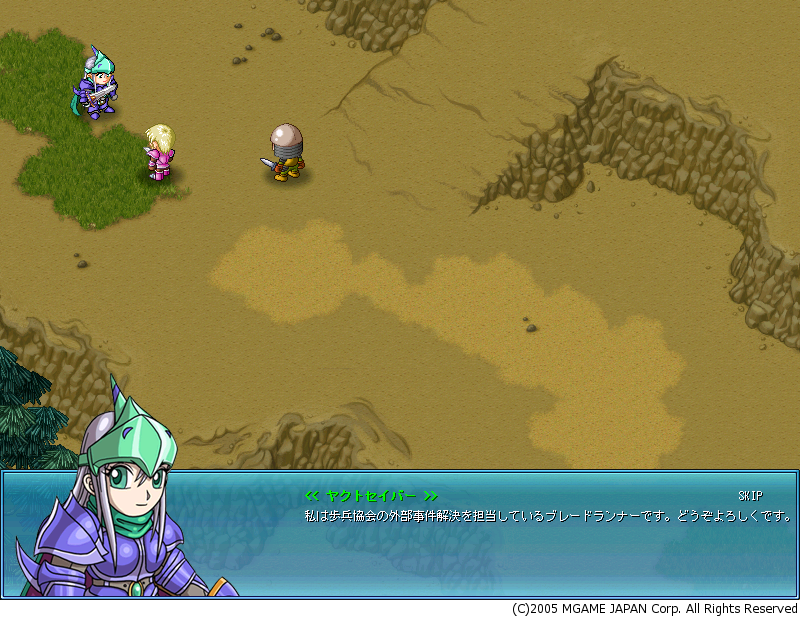 << ヤクトセイバー >>
SKIP
私は歩兵協会の外部事件解決を担当しているブレードランナーです。どうぞよろしくです。
(C)2005 MGAME JAPAN Corp. All Rights Reserved